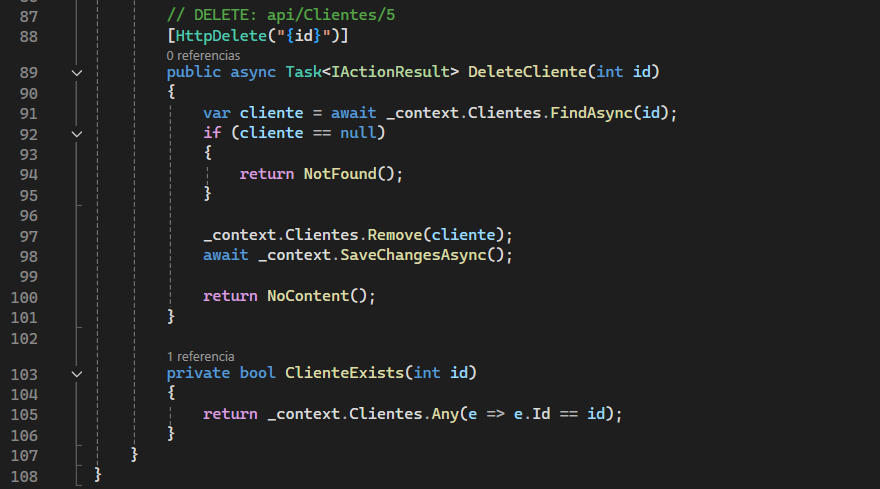 87 // DELETE: api/Clientes/5
88 [HttpDelete("{id}")]
0 referencias
89 public async Task<IActionResult> DeleteCliente(int id)
90 {
91 var cliente = await _context.Clientes.FindAsync(id);
92 if (cliente == null)
93 {
94 return NotFound();
95 }
96
97 _context.Clientes.Remove(cliente);
98 await _context.SaveChangesAsync();
99
100 return NoContent();
101 }
102
1 referencia
103 private bool ClienteExists(int id)
104 {
105 return _context.Clientes.Any(e => e.Id == id);
106 }
107 }
108 }